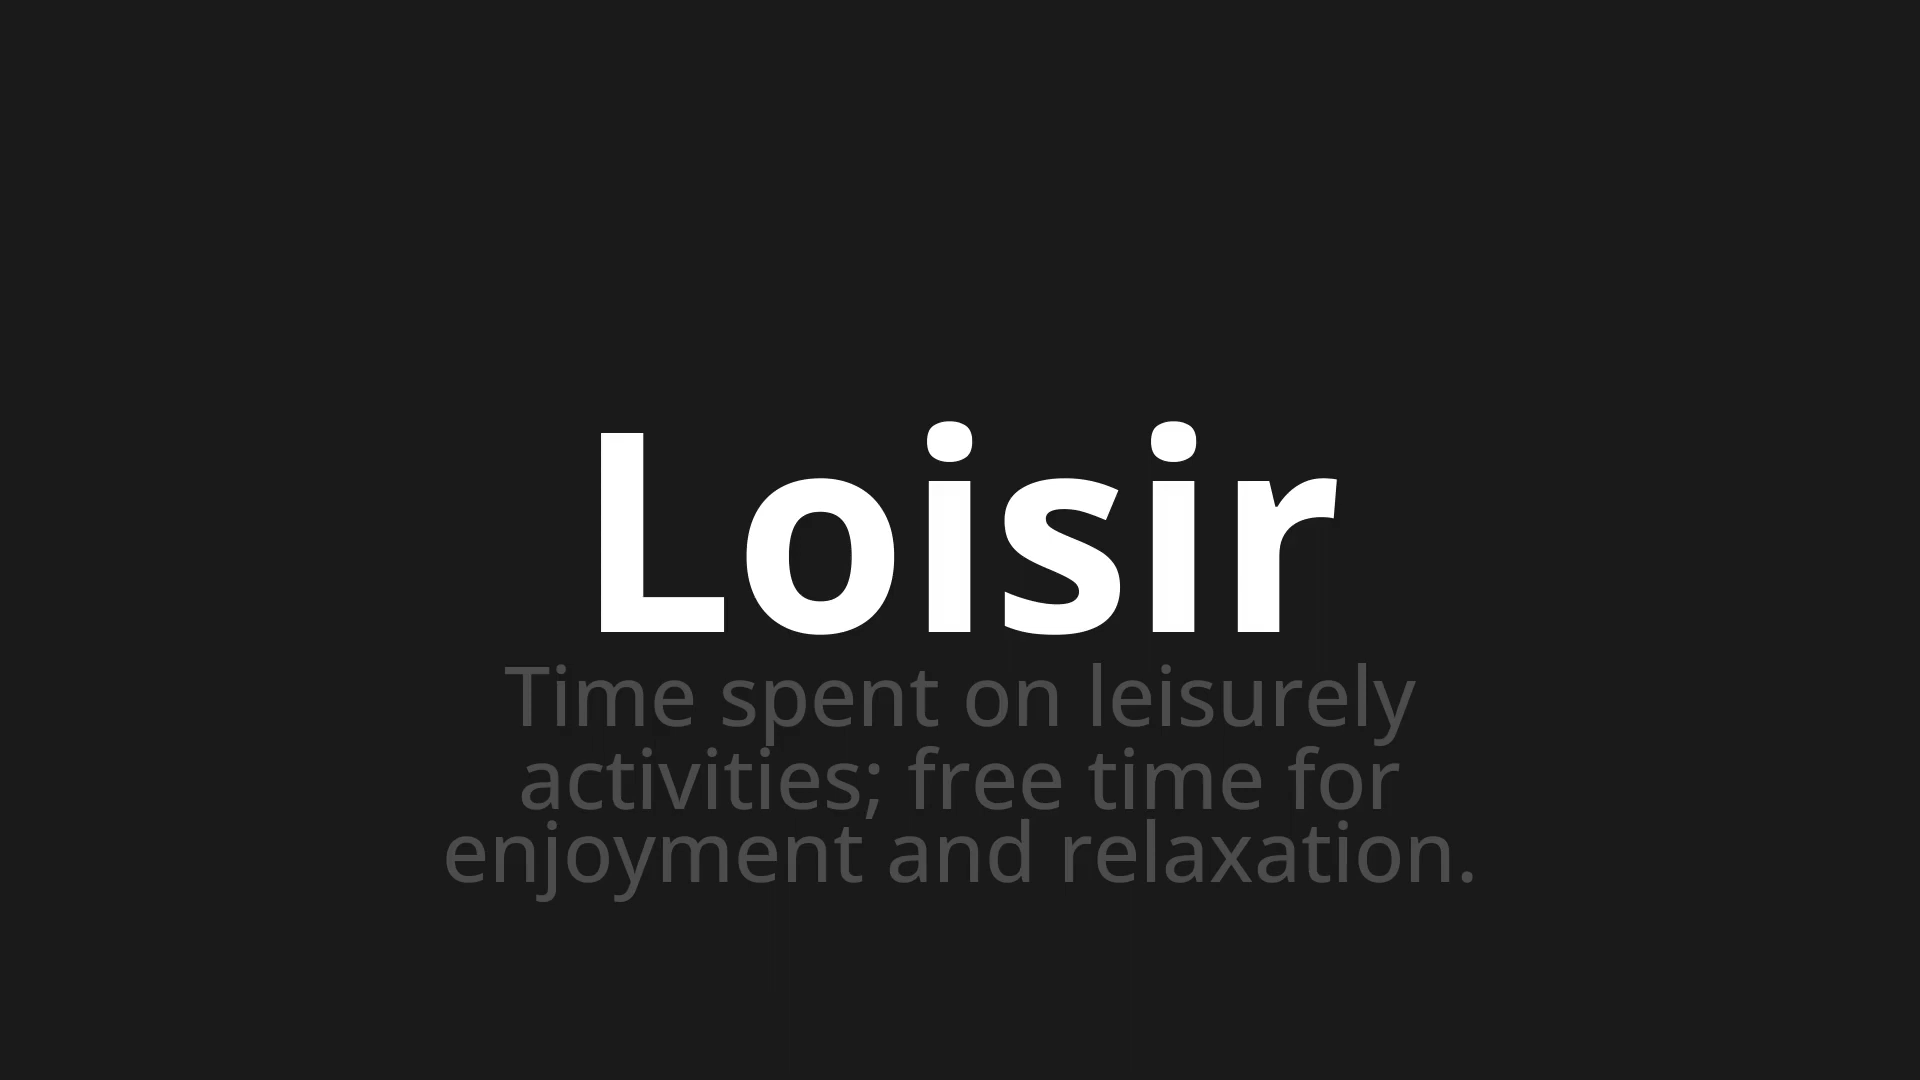 Loisir
Time spent on leisurely
activities; free time for
enjoyment and relaxation.